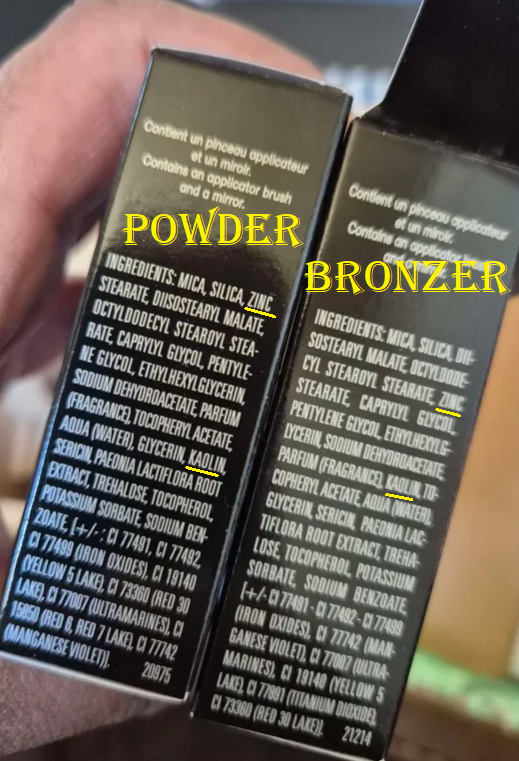 Contient un pinceau applicateur
et un miroir.
Contains an applicator brush
and a mirror.
POWDER
INGREDIENTS: MICA, SILICA, ZINC
STEARATE, DIISOSTEARYL MALATE,
OCTYLDODECYL STEAROYL STEA-
RATE, CAPRYLYL GLYCOL, PENTYLE-
NE GLYCOL, ETHYLHEXYLGLYCERIN,
SODIUM DEHYDROACETATE, PARFUM
(FRAGRANCE), TOCOPHERYL ACETATE,
AQUA (WATER), GLYCERIN, KAOLIN,
SERICIN, PAEONIA LACTIFLORA ROOT
EXTRACT, TREHALOSE, TOCOPHEROL,
POTASSIUM SORBATE, SODIUM BEN-
ZOATE, [+/- : CI 77491, CI 77492,
CI 77499 (IRON OXIDES), CI 19140
(YELLOW 5 LAKE), CI 73360 (RED 30
LAKE), CI 77007 (ULTRAMARINES), CI
15850 (RED 6, RED 7 LAKE), CI 77742
(MANGANESE VIOLET)].
20975
Contient un pinceau applicateur
et un miroir.
Contains an applicator
BRONZER
INGREDIENTS: MICA, SILICA, DII-
SOSTEARYL MALATE, OCTYLDODE-
CYL STEAROYL STEARATE, ZINC
STEARATE, CAPRYLYL GLYCOL,
PENTYLENE GLYCOL, ETHYLHEXYLG-
LYCERIN, SODIUM DEHYDROACETATE,
PARFUM (FRAGRANCE), KAOLIN, TO-
COPHERYL ACETATE, AQUA (WATER),
GLYCERIN, SERICIN, PAEONIA LAC-
TIFLORA ROOT EXTRACT, TREHA-
LOSE, TOCOPHEROL, POTASSIUM
SORBATE, SODIUM BENZOATE,
[+/- CI 77491 - CI 77492 - CI 77499
(IRON OXIDES), CI 77742 (MAN-
GANESE VIOLET), CI 77007 (ULTRA-
MARINES), CI 19140 (YELLOW 5
LAKE), CI 77891 (TITANIUM DIOXIDE),
CI 73360 (RED 30 LAKE)].
21214